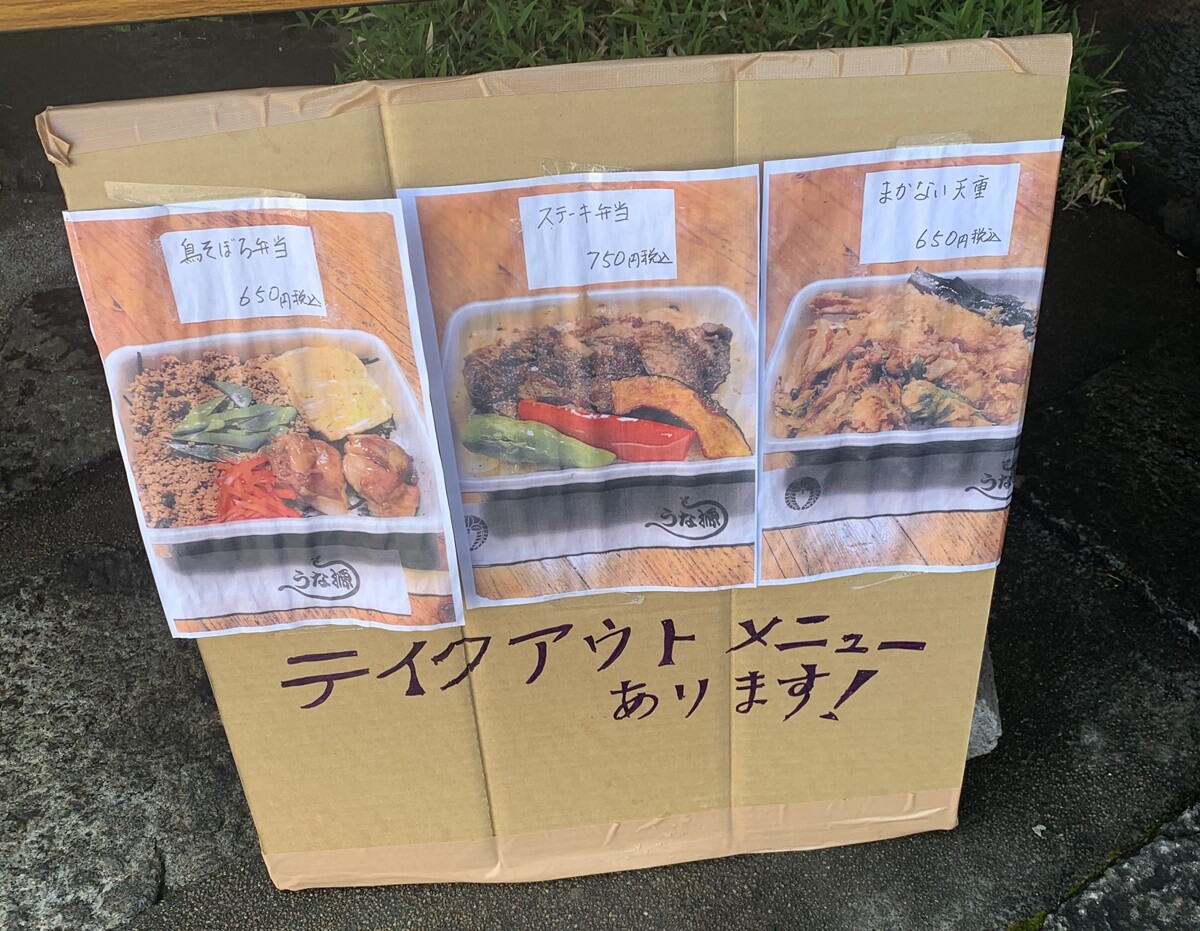 鳥そぼろ弁当
650円税込
ステーキ弁当
750円税込
まかない天重
650円税込
うな源
うな源
うな
テイクアウトメニュー
あります!